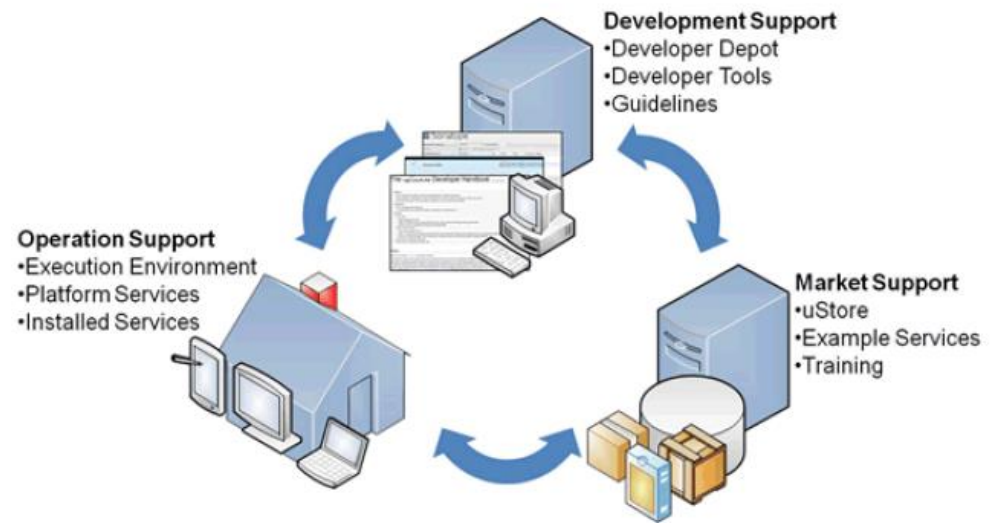 Development Support
•Developer Depot
•Developer Tools
•Guidelines
Operation Support
•Execution Environment
•Platform Services
•Installed Services
Market Support
•uStore
•Example Services
•Training